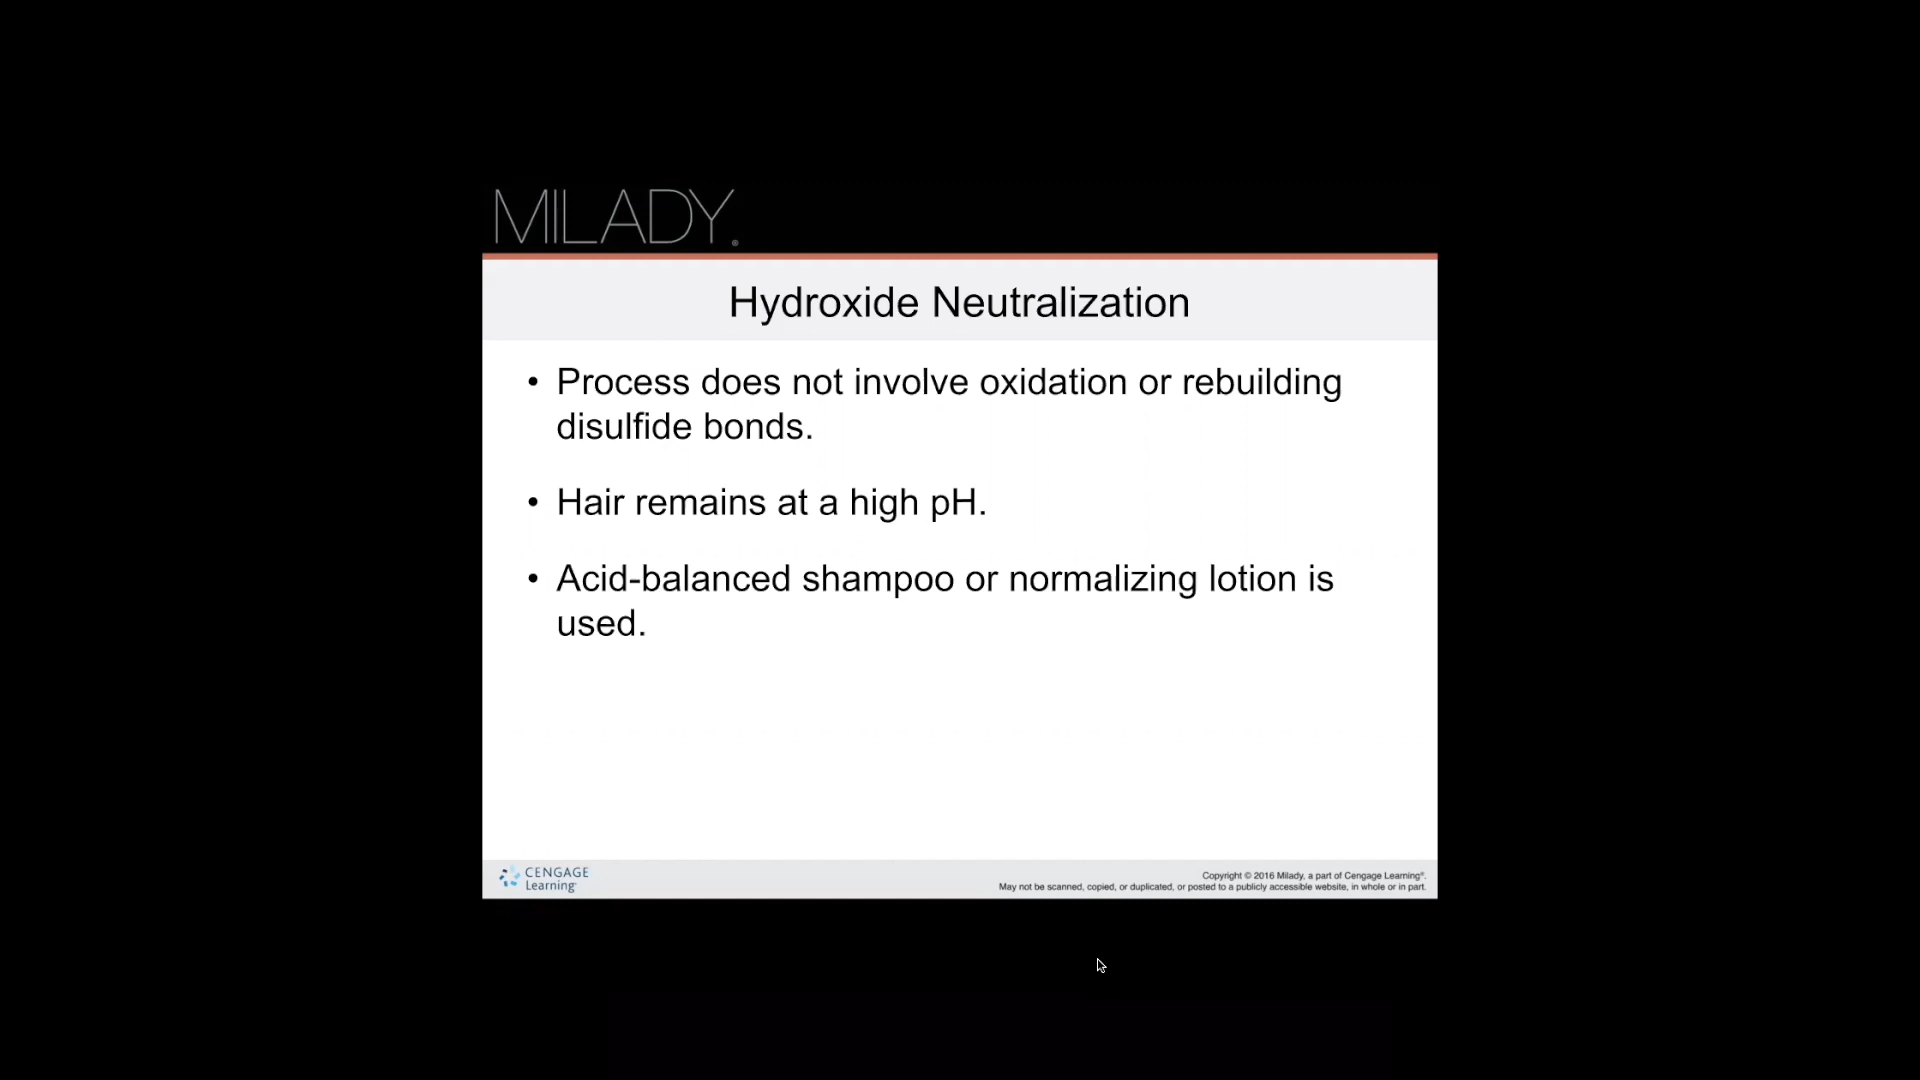 MILADY®
Hydroxide Neutralization
• Process does not involve oxidation or rebuilding
disulfide bonds.
• Hair remains at a high pH.
• Acid-balanced shampoo or normalizing lotion is
used.
CENGAGE
Learning™
Copyright © 2016 Milady, a part of Cengage Learning®.
May not be scanned, copied, or duplicated, or posted to a publicly accessible website, in whole or in part.